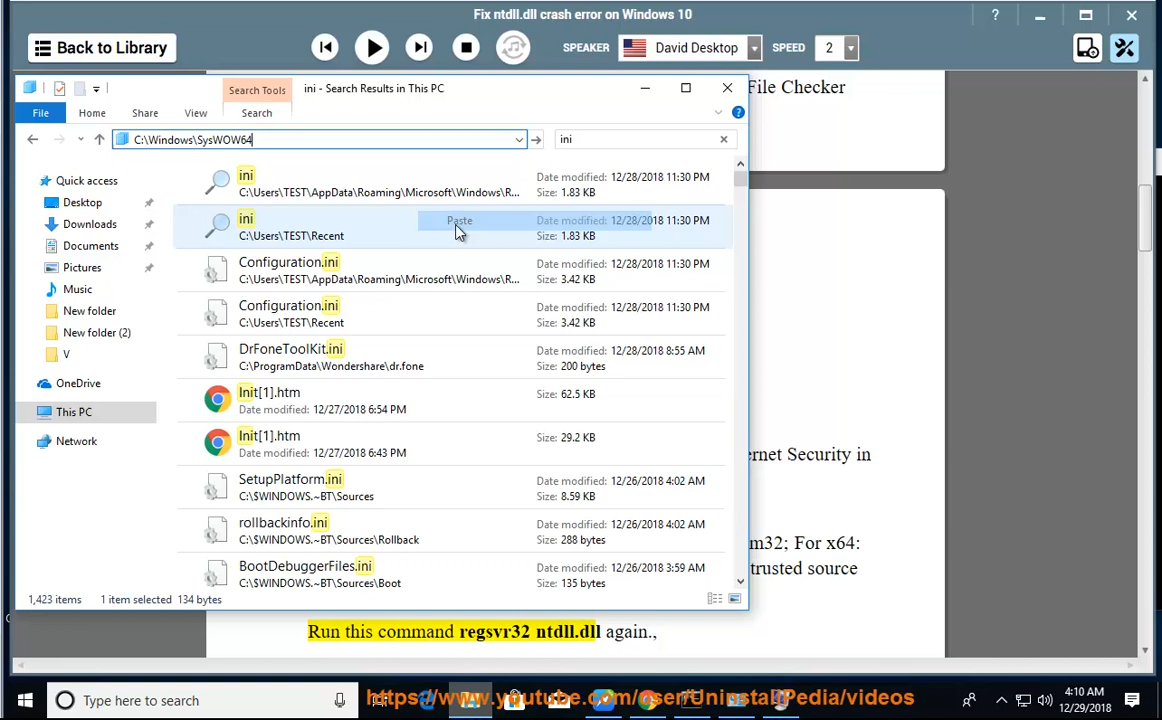 Fix ntdll.dll crash error on Windows 10
?
Back to Library
SPEAKER
David Desktop
SPEED
2
File Checker
Search Tools
ini - Search Results in This PC
File
Home
Share
View
Search
C:\Windows\SysWOW64
ini
Quick access
Desktop
Downloads
Documents
Pictures
Music
New folder
New folder (2)
V
OneDrive
This PC
Network
ini
Date modified: 12/28/2018 11:30 PM
C:\Users\TEST\AppData\Roaming\Microsoft\Windows\R...
Size: 1.83 KB
ini
Paste
Date modified: 12/28/2018 11:30 PM
C:\Users\TEST\Recent
Size: 1.83 KB
Configuration.ini
Date modified: 12/28/2018 11:30 PM
C:\Users\TEST\AppData\Roaming\Microsoft\Windows\R...
Size: 3.42 KB
Configuration.ini
Date modified: 12/28/2018 11:30 PM
C:\Users\TEST\Recent
Size: 3.42 KB
DrFoneToolKit.ini
Date modified: 12/28/2018 8:55 AM
C:\ProgramData\Wondershare\dr.fone
Size: 200 bytes
Init[1].htm
Size: 62.5 KB
Date modified: 12/27/2018 6:54 PM
Init[1].htm
Size: 29.2 KB
Date modified: 12/27/2018 6:43 PM
SetupPlatform.ini
Date modified: 12/26/2018 4:02 AM
C:\$WINDOWS.~BT\Sources
Size: 8.59 KB
rollbackinfo.ini
Date modified: 12/26/2018 4:02 AM
C:\$WINDOWS.~BT\Sources\Rollback
Size: 288 bytes
BootDebuggerFiles.ini
Date modified: 12/26/2018 3:59 AM
C:\$WINDOWS.~BT\Sources\Boot
Size: 135 bytes
1,423 items
1 item selected 134 bytes
ernet Security in
m32; For x64:
trusted source
Run this command regsvr32 ntdll.dll again.,
Type here to search
https://www.youtube.com/user/UninstallPedia/videos
4:10 AM
12/29/2018